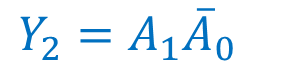 Y₂ = A₁Ā₀